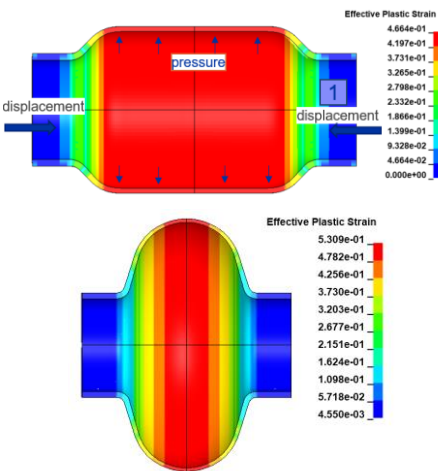 Effective Plastic Strain
4.664e-01
4.197e-01
3.731e-01
3.265e-01
2.798e-01
2.332e-01
1.866e-01
1.399e-01
9.328e-02
4.664e-02
0.000e+00
pressure
1
displacement
displacement
Effective Plastic Strain
5.309e-01
4.782e-01
4.256e-01
3.730e-01
3.203e-01
2.677e-01
2.151e-01
1.624e-01
1.098e-01
5.718e-02
4.550e-03